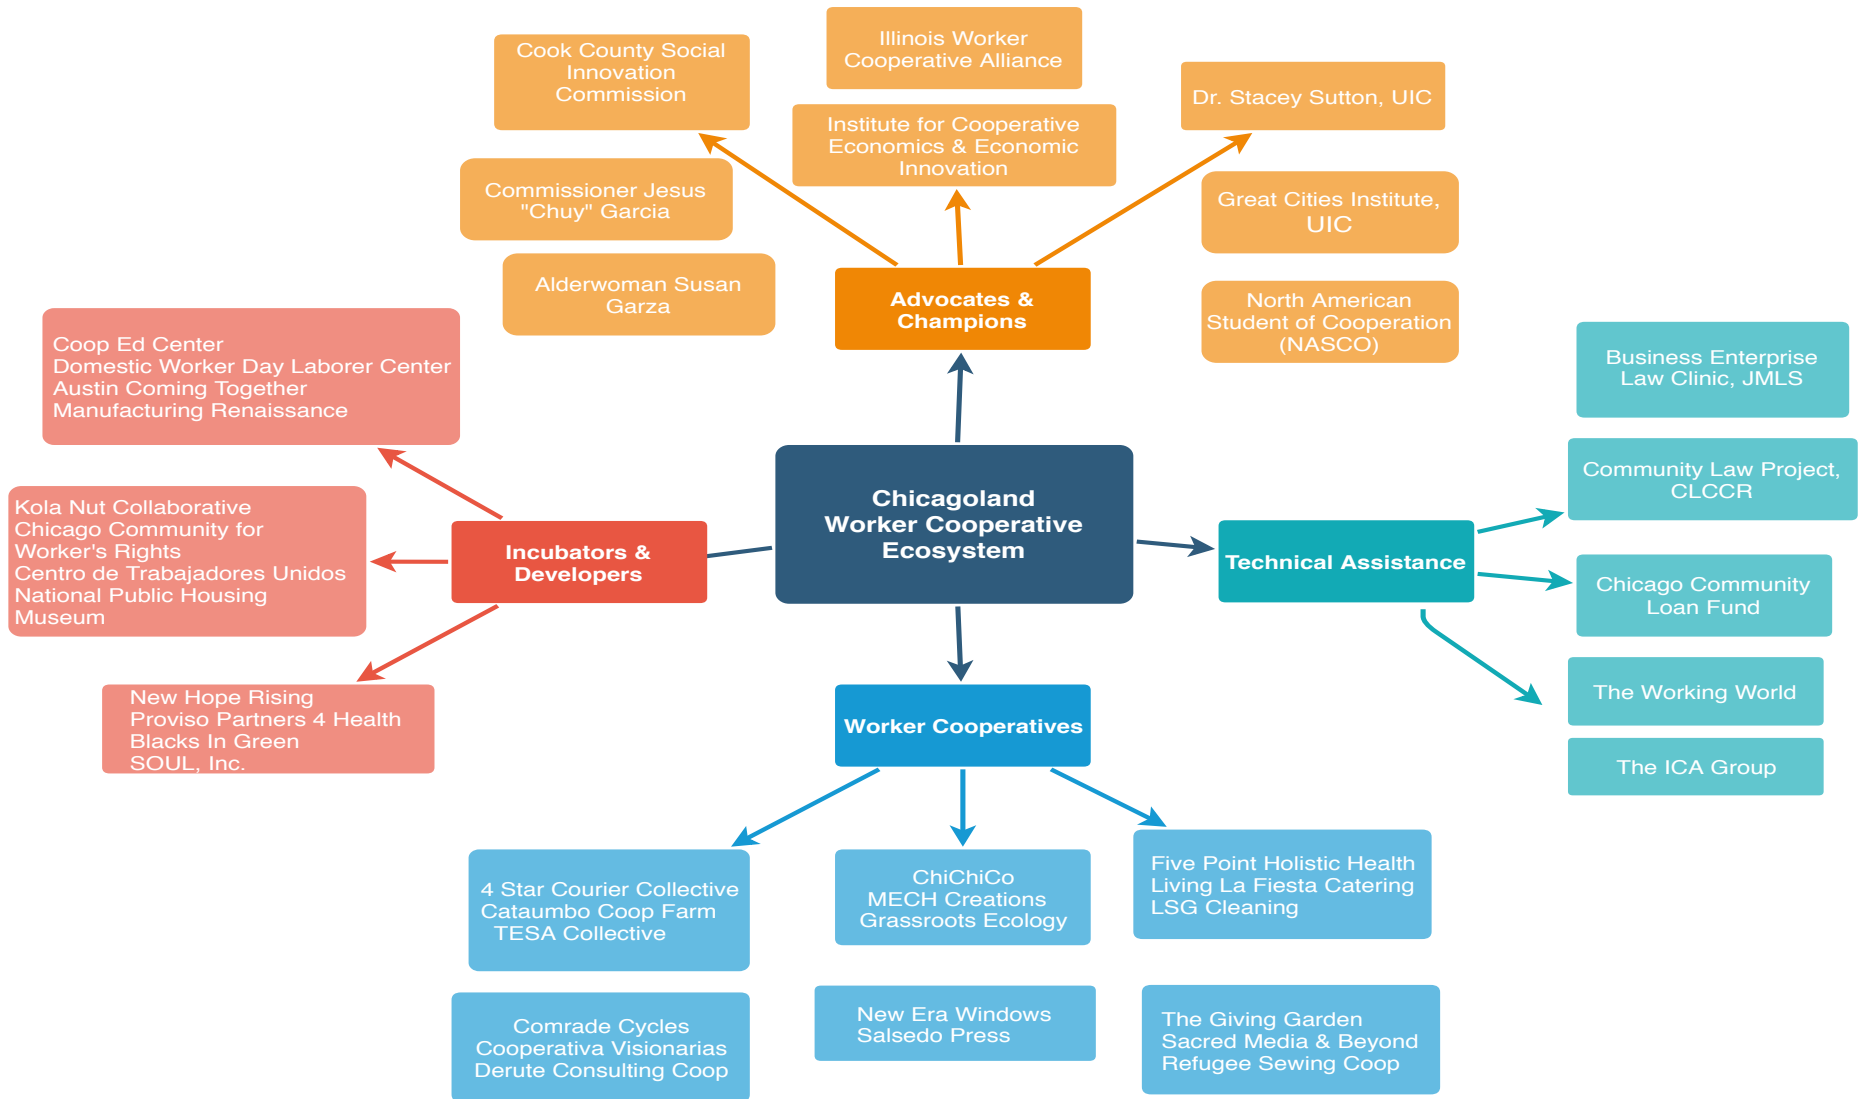 Cook County Social
Innovation
Commission
Illinois Worker
Cooperative Alliance
Dr. Stacey Sutton, UIC
Institute for Cooperative
Economics & Economic
Innovation
Commissioner Jesus
"Chuy" Garcia
Great Cities Institute,
UIC
Alderwoman Susan
Garza
Advocates &
Champions
North American
Student of Cooperation
(NASCO)
Coop Ed Center
Domestic Worker Day Laborer Center
Austin Coming Together
Manufacturing Renaissance
Business Enterprise
Law Clinic, JMLS
Kola Nut Collaborative
Chicago Community for
Worker's Rights
Centro de Trabajadores Unidos
National Public Housing
Museum
Incubators &
Developers
Chicagoland
Worker Cooperative
Ecosystem
Technical Assistance
Community Law Project,
CLCCR
Chicago Community
Loan Fund
The Working World
The ICA Group
New Hope Rising
Proviso Partners 4 Health
Blacks In Green
SOUL, Inc.
Worker Cooperatives
4 Star Courier Collective
Cataumbo Coop Farm
TESA Collective
ChiChiCo
MECH Creations
Grassroots Ecology
Five Point Holistic Health
Living La Fiesta Catering
LSG Cleaning
Comrade Cycles
Cooperativa Visionarias
Derute Consulting Coop
New Era Windows
Salsedo Press
The Giving Garden
Sacred Media & Beyond
Refugee Sewing Coop